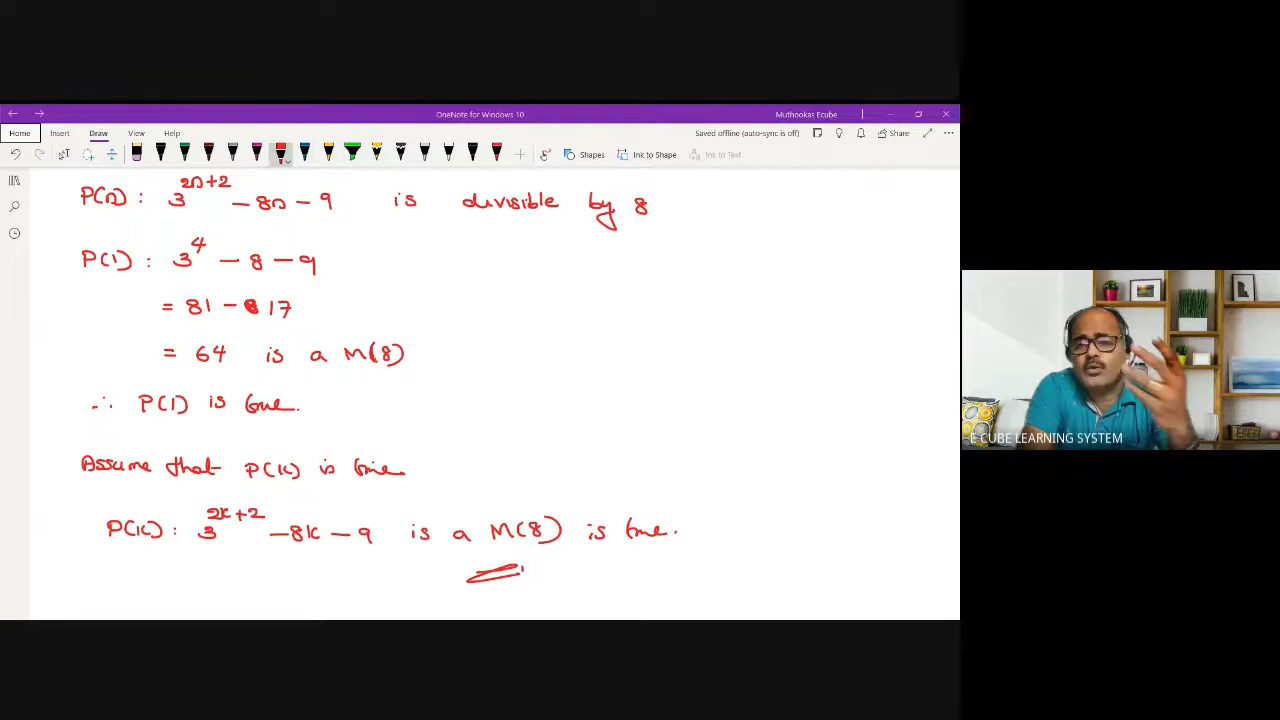 OneNote for Windows 10
Muthookas Ecube
Home Insert Draw View Help
Saved offline (auto-sync is off)
Share
Shapes Ink to Shape Ink to Text
P(n) : 3^{2n+2} - 8n - 9 is divisible by 8
P(1) : 3^4 - 8 - 9
= 81 - 17
= 64 is a M(8)
∴ P(1) is true.
Assume that P(k) is true.
P(k) : 3^{2k+2} - 8k - 9 is a M(8) is true.
E CUBE LEARNING SYSTEM